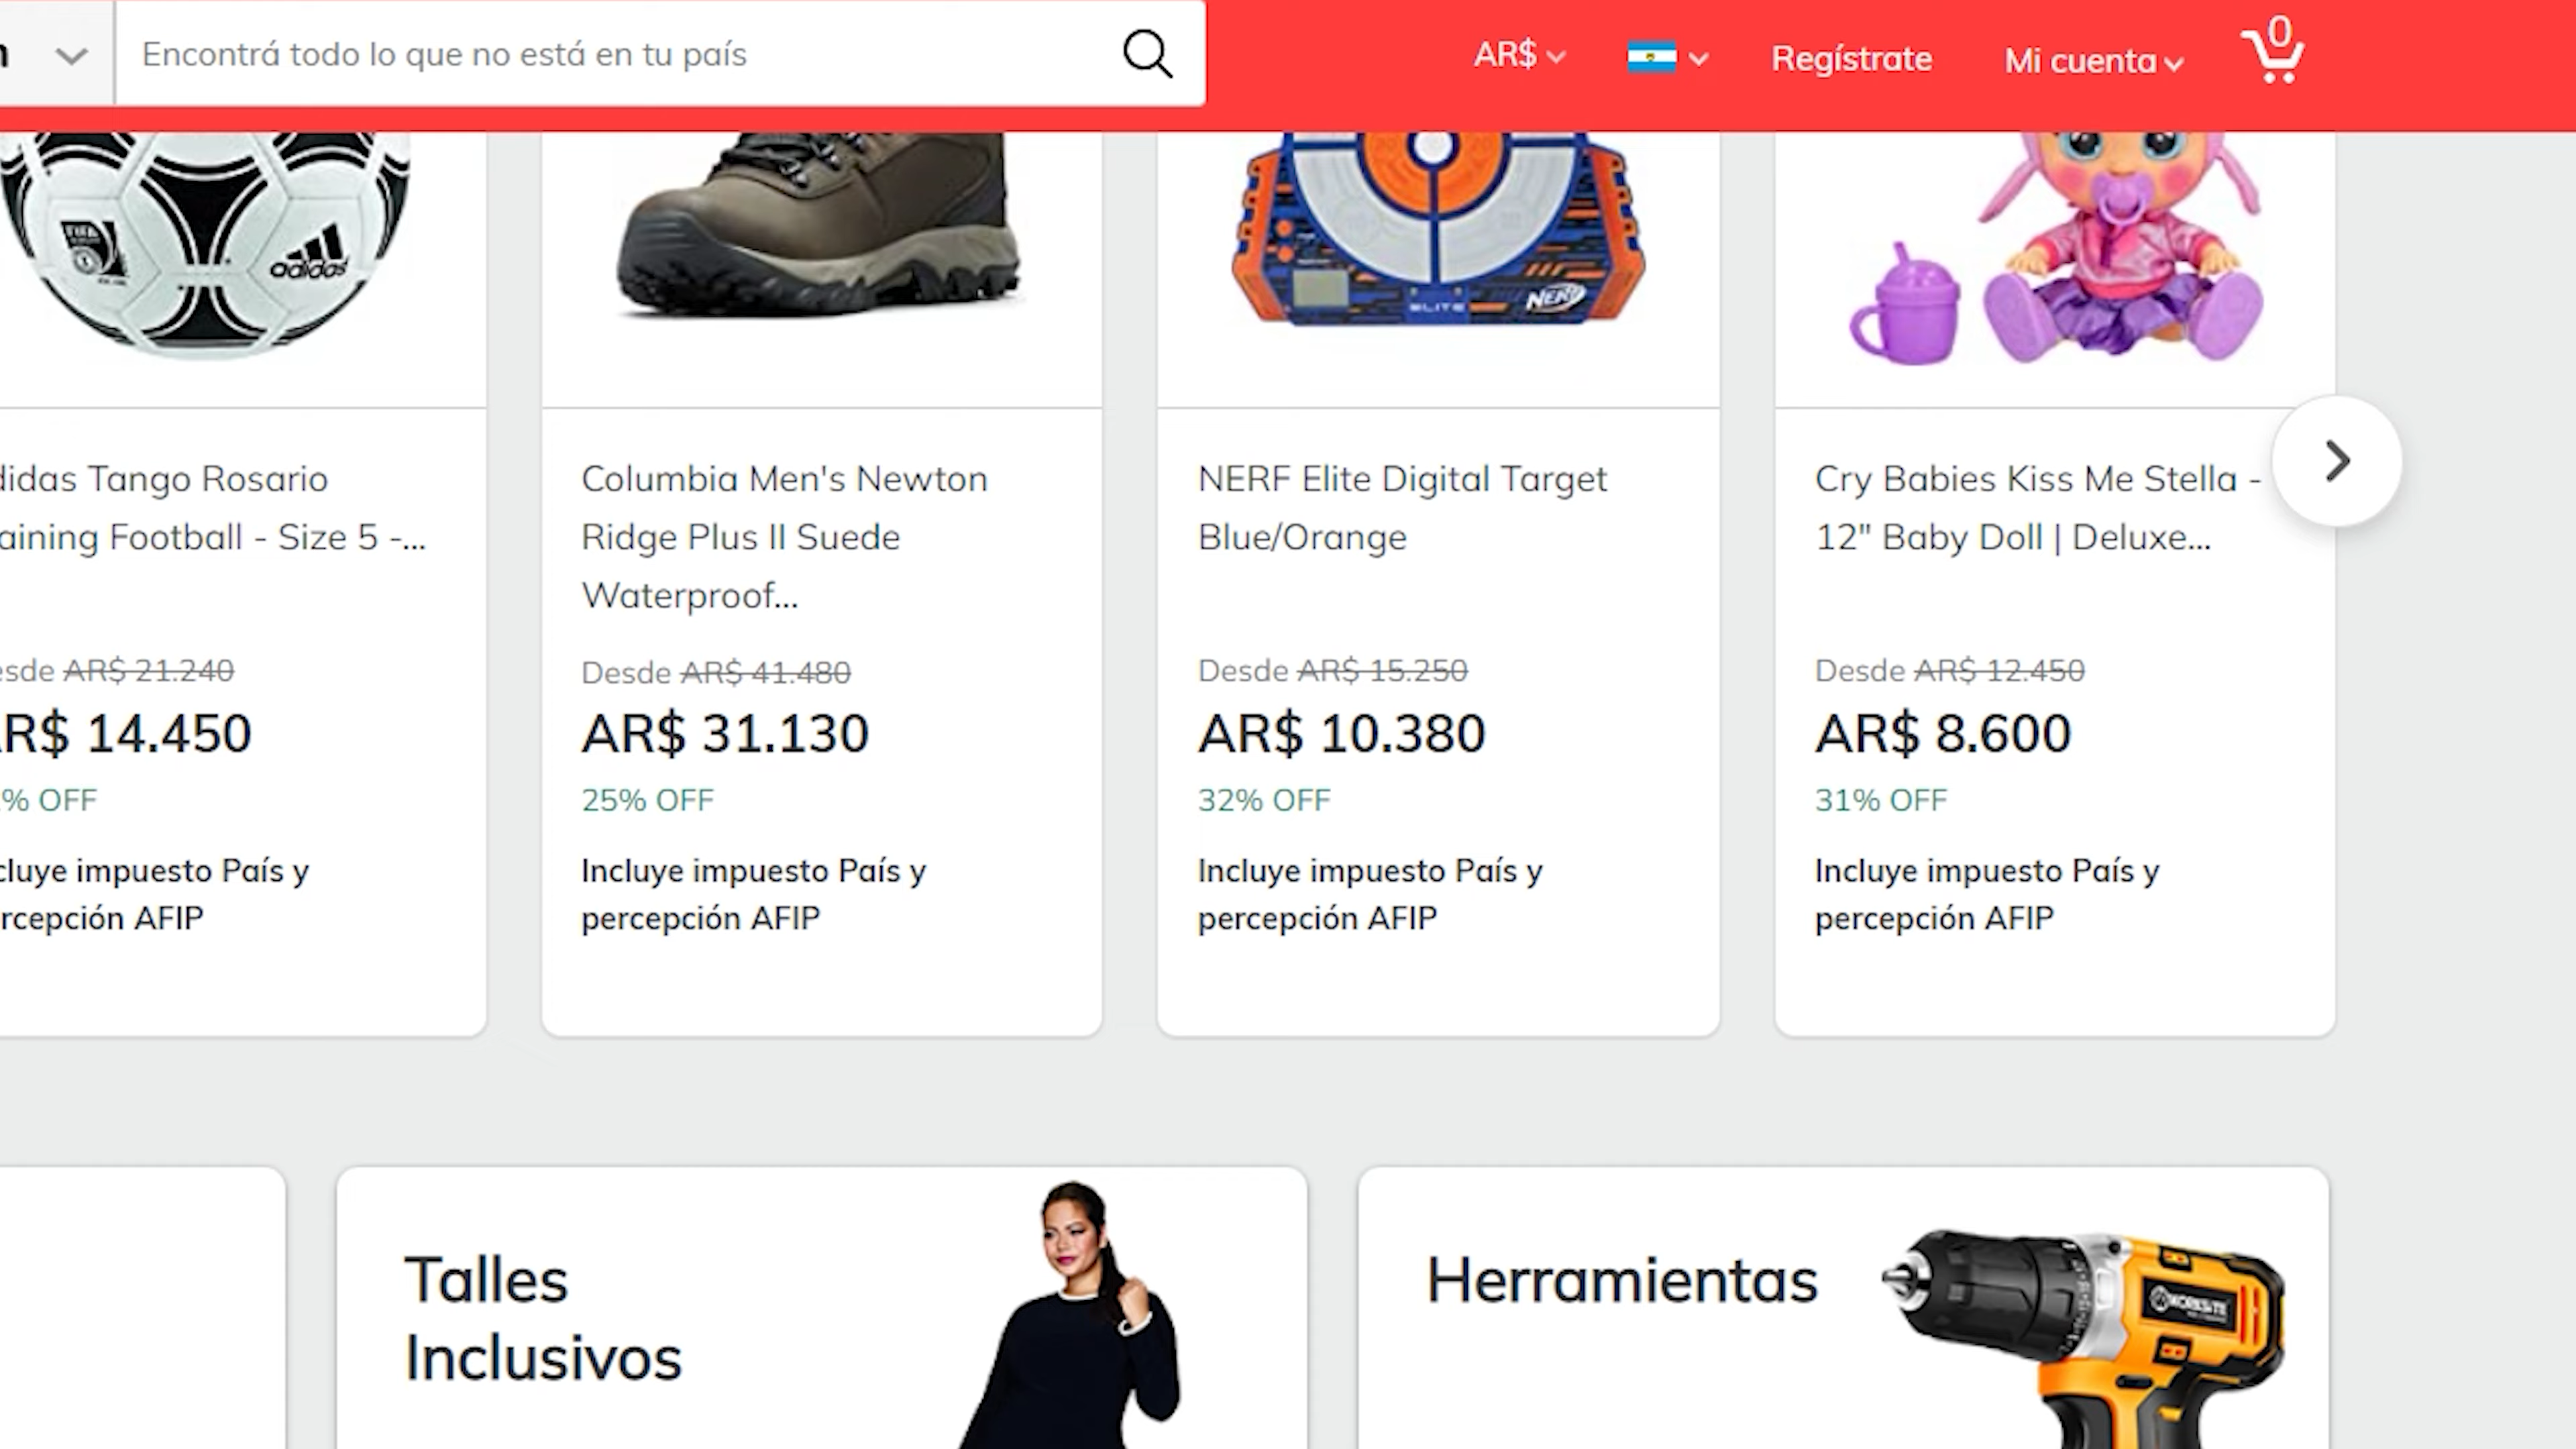 Encontrá todo lo que no está en tu país
AR$
Regístrate
Mi cuenta
0
adidas
NERF
ELITE
Tango Rosario
Football - Size 5 -...
AR$ 21.240
14.450
% OFF
impuesto País y
AFIP
Columbia Men's Newton
Ridge Plus II Suede
Waterproof...
Desde AR$ 41.480
AR$ 31.130
25% OFF
Incluye impuesto País y
percepción AFIP
NERF Elite Digital Target
Blue/Orange
Desde AR$ 15.250
AR$ 10.380
32% OFF
Incluye impuesto País y
percepción AFIP
Cry Babies Kiss Me Stella -
12" Baby Doll | Deluxe...
Desde AR$ 12.450
AR$ 8.600
31% OFF
Incluye impuesto País y
percepción AFIP
Talles
Inclusivos
Herramientas